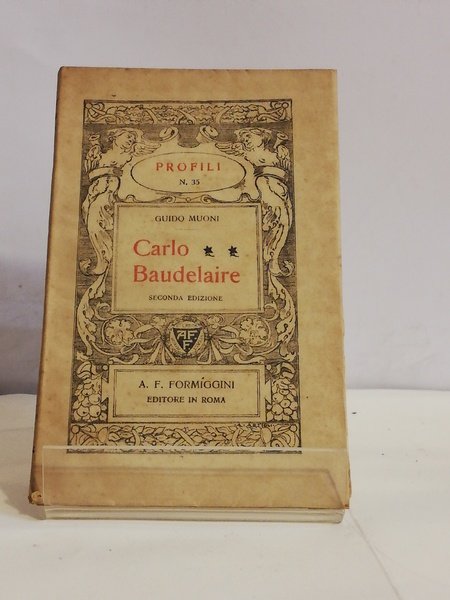 PROFILI
N. 35
GUIDO MUONI
Carlo
Baudelaire
SECONDA EDIZIONE
AFF
A. F. FORMÍGGINI
EDITORE IN ROMA